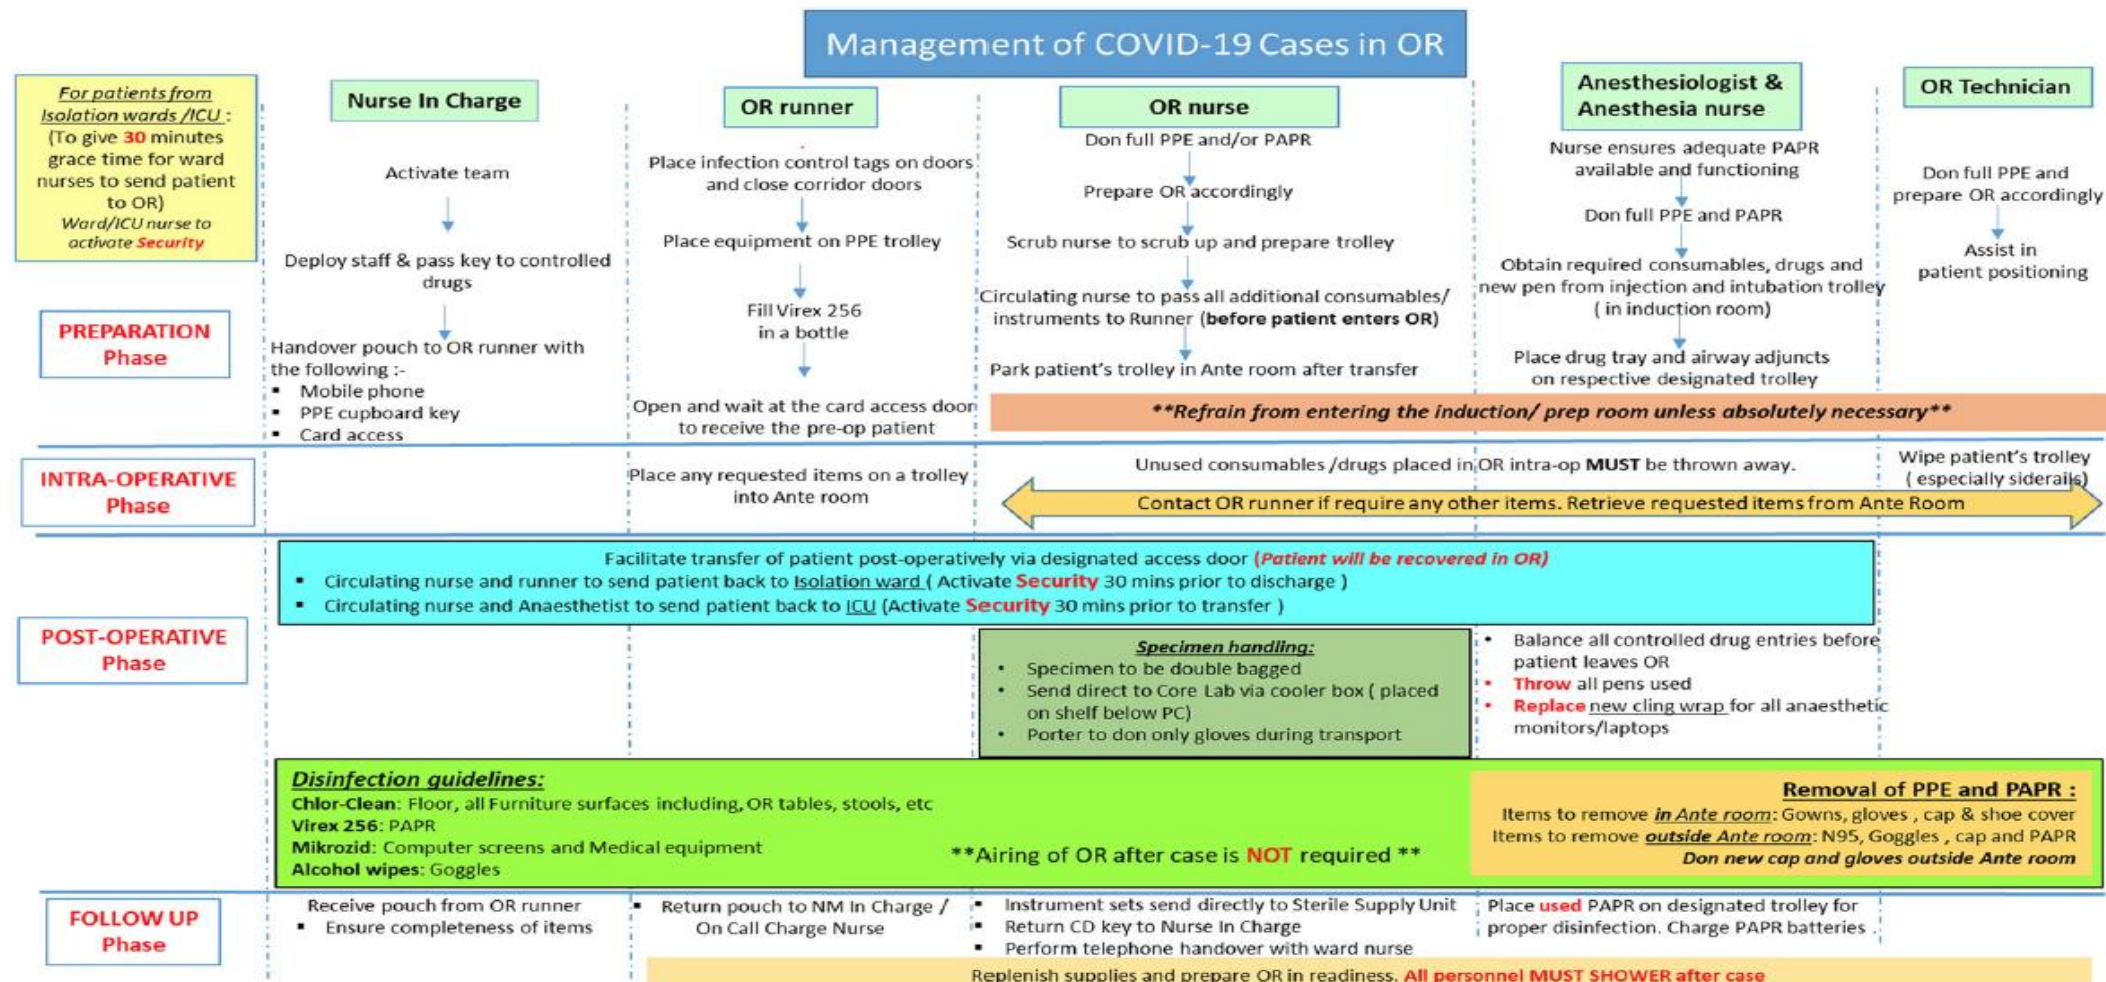 Management of COVID-19 Cases in OR
For patients from
Isolation wards /ICU :
(To give 30 minutes
grace time for ward
nurses to send patient
to OR)
Ward/ICU nurse to
activate Security
Nurse In Charge
OR runner
OR nurse
Anesthesiologist &
Anesthesia nurse
OR Technician
PREPARATION
Phase
Activate team
Deploy staff & pass key to controlled
drugs
Handover pouch to OR runner with
the following :-
▪ Mobile phone
▪ PPE cupboard key
▪ Card access
Place infection control tags on doors
and close corridor doors
Place equipment on PPE trolley
Fill Virex 256
in a bottle
Open and wait at the card access door
to receive the pre-op patient
Don full PPE and/or PAPR
Prepare OR accordingly
Scrub nurse to scrub up and prepare trolley
Circulating nurse to pass all additional consumables/
instruments to Runner (before patient enters OR)
Park patient's trolley in Ante room after transfer
Nurse ensures adequate PAPR
available and functioning
Don full PPE and PAPR
Obtain required consumables, drugs and
new pen from injection and intubation trolley
( in induction room)
Place drug tray and airway adjuncts
on respective designated trolley
Don full PPE and
prepare OR accordingly
Assist in
patient positioning
**Refrain from entering the induction/ prep room unless absolutely necessary**
INTRA-OPERATIVE
Phase
Place any requested items on a trolley
into Ante room
Unused consumables /drugs placed in OR intra-op MUST be thrown away.
Wipe patient's trolley
( especially siderails)
Contact OR runner if require any other items. Retrieve requested items from Ante Room
POST-OPERATIVE
Phase
Facilitate transfer of patient post-operatively via designated access door (Patient will be recovered in OR)
▪ Circulating nurse and runner to send patient back to Isolation ward ( Activate Security 30 mins prior to discharge )
▪ Circulating nurse and Anaesthetist to send patient back to ICU (Activate Security 30 mins prior to transfer )
Specimen handling:
• Specimen to be double bagged
• Send direct to Core Lab via cooler box ( placed
on shelf below PC)
• Porter to don only gloves during transport
• Balance all controlled drug entries before
patient leaves OR
• Throw all pens used
• Replace new cling wrap for all anaesthetic
monitors/laptops
Disinfection guidelines:
Chlor-Clean: Floor, all Furniture surfaces including, OR tables, stools, etc
Virex 256: PAPR
Mikrozid: Computer screens and Medical equipment
Alcohol wipes: Goggles
**Airing of OR after case is NOT required **
Removal of PPE and PAPR :
Items to remove in Ante room: Gowns, gloves , cap & shoe cover
Items to remove outside Ante room: N95, Goggles , cap and PAPR
Don new cap and gloves outside Ante room
FOLLOW UP
Phase
Receive pouch from OR runner
▪ Ensure completeness of items
▪ Return pouch to NM In Charge /
On Call Charge Nurse
▪ Instrument sets send directly to Sterile Supply Unit
▪ Return CD key to Nurse In Charge
▪ Perform telephone handover with ward nurse
Place used PAPR on designated trolley for
proper disinfection. Charge PAPR batteries .
Replenish supplies and prepare OR in readiness. All personnel MUST SHOWER after case